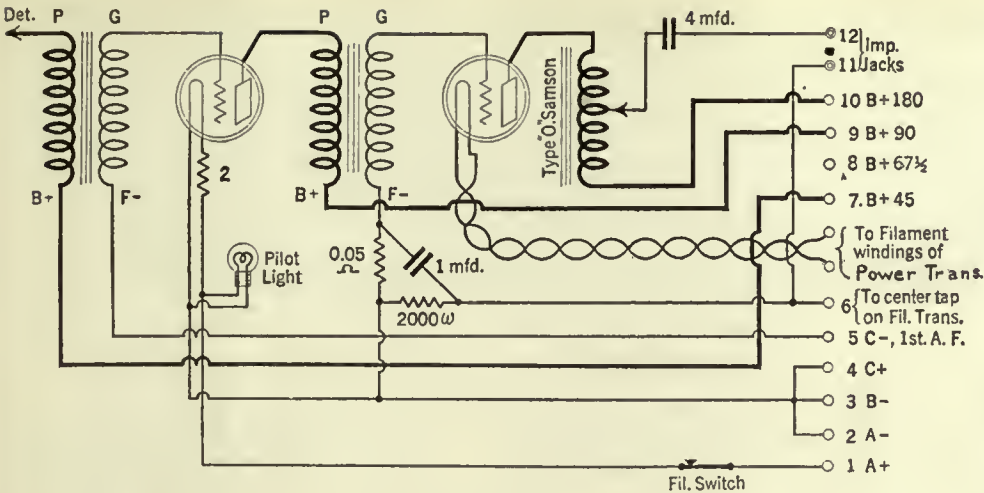 Det.
P
G
P
G
4 mfd.
12 Imp.
11 Jacks
Type "O" Samson
10 B+180
9 B+90
8 B+67½
7. B+45
2
B+
F-
B+
F-
Pilot
Light
0.05
Ω
1 mfd.
2000 ω
To Filament
windings of
Power Trans.
6 To center tap
on Fil. Trans.
5 C-, 1st. A. F.
4 C+
3 B-
2 A-
1 A+
Fil. Switch